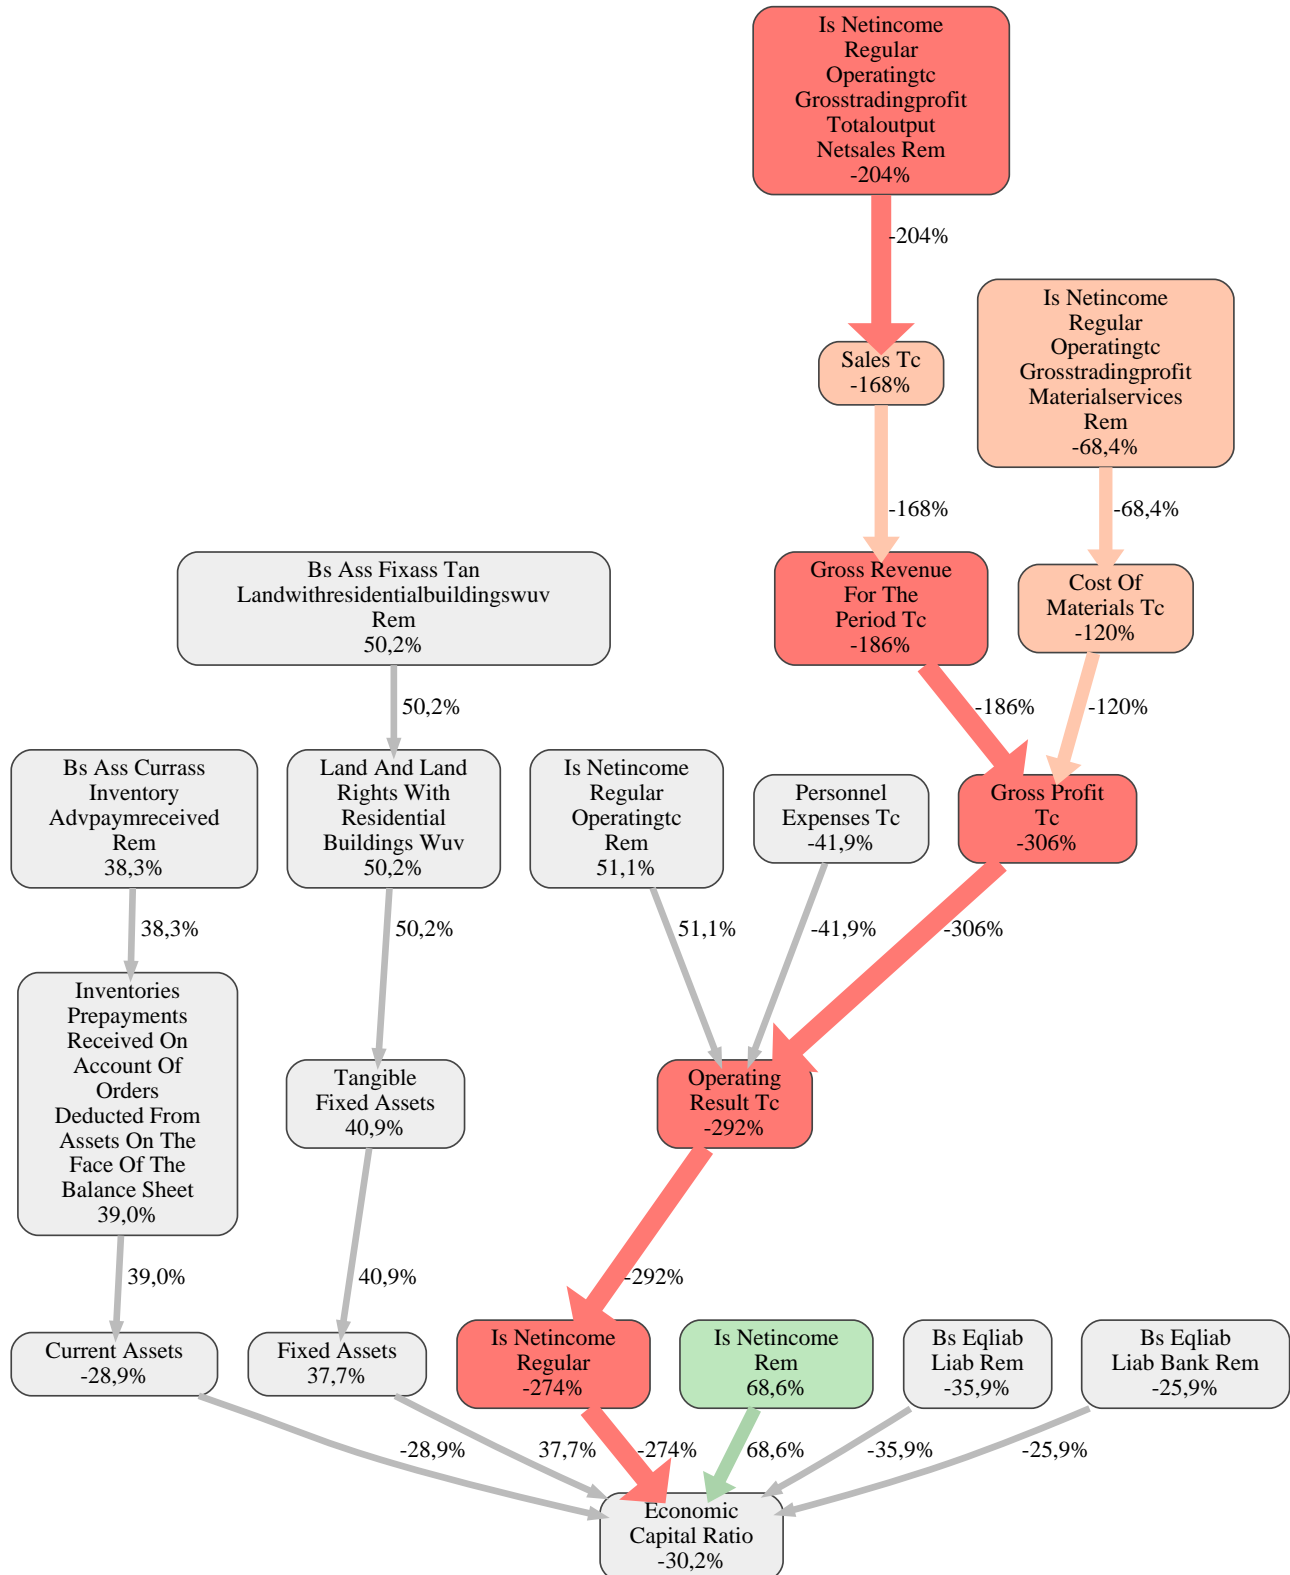 Is Netincome
Regular
Operatingtc
Grosstradingprofit
Totaloutput
Netsales Rem
-204%
-204%
Is Netincome
Regular
Operatingtc
Grosstradingprofit
Materialservices
Rem
-68,4%
Sales Tc
-168%
-168%
-68,4%
Bs Ass Fixass Tan
Landwithresidentialbuildingswuv
Rem
50,2%
Gross Revenue
For The
Period Tc
-186%
Cost Of
Materials Tc
-120%
50,2%
-186%
-120%
Bs Ass Currass
Inventory
Advpaymreceived
Rem
38,3%
Land And Land
Rights With
Residential
Buildings Wuv
50,2%
Is Netincome
Regular
Operatingtc
Rem
51,1%
Personnel
Expenses Tc
-41,9%
Gross Profit
Tc
-306%
38,3%
50,2%
51,1%
-41,9%
-306%
Inventories
Prepayments
Received On
Account Of
Orders
Deducted From
Assets On The
Face Of The
Balance Sheet
39,0%
Tangible
Fixed Assets
40,9%
Operating
Result Tc
-292%
39,0%
40,9%
-292%
Current Assets
-28,9%
Fixed Assets
37,7%
Is Netincome
Regular
-274%
Is Netincome
Rem
68,6%
Bs Eqliab
Liab Rem
-35,9%
Bs Eqliab
Liab Bank Rem
-25,9%
-28,9%
37,7%
-274%
68,6%
-35,9%
-25,9%
Economic
Capital Ratio
-30,2%